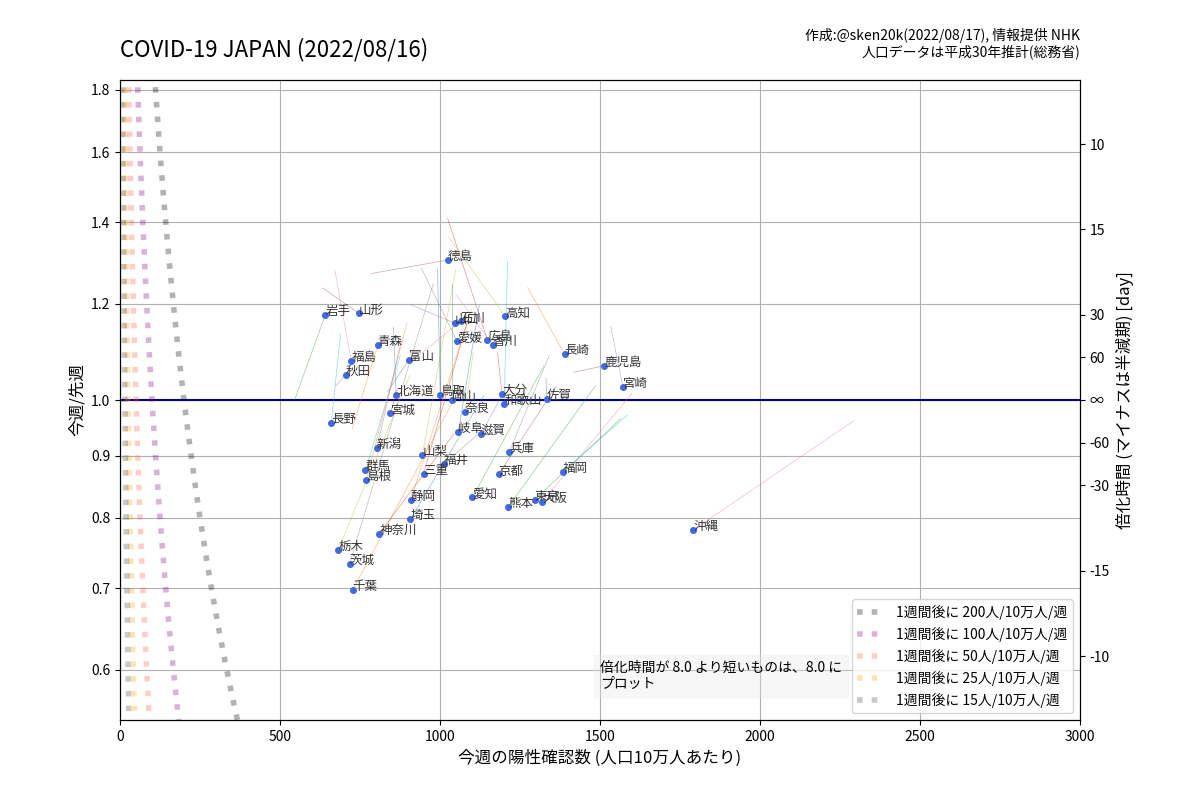 COVID-19 JAPAN (2022/08/16)
作成:@sken20k(2022/08/17), 情報提供 NHK
人口データは平成30年推計(総務省)
1.8
1.6
1.4
1.2
1.0
0.9
0.8
0.7
0.6
今週/先週
10
15
30
60
∞
-60
-30
-15
-10
倍化時間 (マイナスは半減期) [day]
徳島
岩手
山形
石川
高知
青森
愛媛
広島
香川
福島
富山
長崎
秋田
鹿児島
宮崎
北海道
鳥取
大分
和歌山
佐賀
宮城
奈良
長野
岐阜
滋賀
新潟
山梨
兵庫
群馬
島根
三重
福井
京都
福岡
静岡
愛知
熊本
東京
大阪
埼玉
神奈川
沖縄
栃木
茨城
千葉
1週間後に 200人/10万人/週
1週間後に 100人/10万人/週
1週間後に 50人/10万人/週
1週間後に 25人/10万人/週
1週間後に 15人/10万人/週
倍化時間が 8.0 より短いものは、8.0 に
プロット
0
500
1000
1500
2000
2500
3000
今週の陽性確認数 (人口10万人あたり)